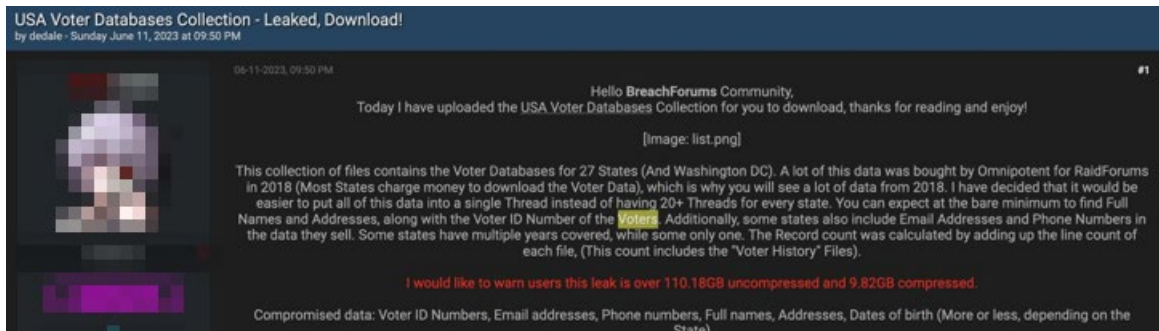 USA Voter Databases Collection - Leaked, Download!
by dedale - Sunday June 11, 2023 at 09:50 PM
06-11-2023, 09:50 PM
#1
Hello BreachForums Community,
Today I have uploaded the USA Voter Databases Collection for you to download, thanks for reading and enjoy!
[Image: list.png]
This collection of files contains the Voter Databases for 27 States (And Washington DC). A lot of this data was bought by Omnipotent for RaidForums
in 2018 (Most States charge money to download the Voter Data), which is why you will see a lot of data from 2018. I have decided that it would be
easier to put all of this data into a single Thread instead of having 20+ Threads for every state. You can expect at the bare minimum to find Full
Names and Addresses, along with the Voter ID Number of the Voters. Additionally, some states also include Email Addresses and Phone Numbers in
the data they sell. Some states have multiple years covered, while some only one. The Record count was calculated by adding up the line count of
each file, (This count includes the "Voter History" Files).
I would like to warn users this leak is over 110.18GB uncompressed and 9.82GB compressed.
Compromised data: Voter ID Numbers, Email addresses, Phone numbers, Full names, Addresses, Dates of birth (More or less, depending on the
State)